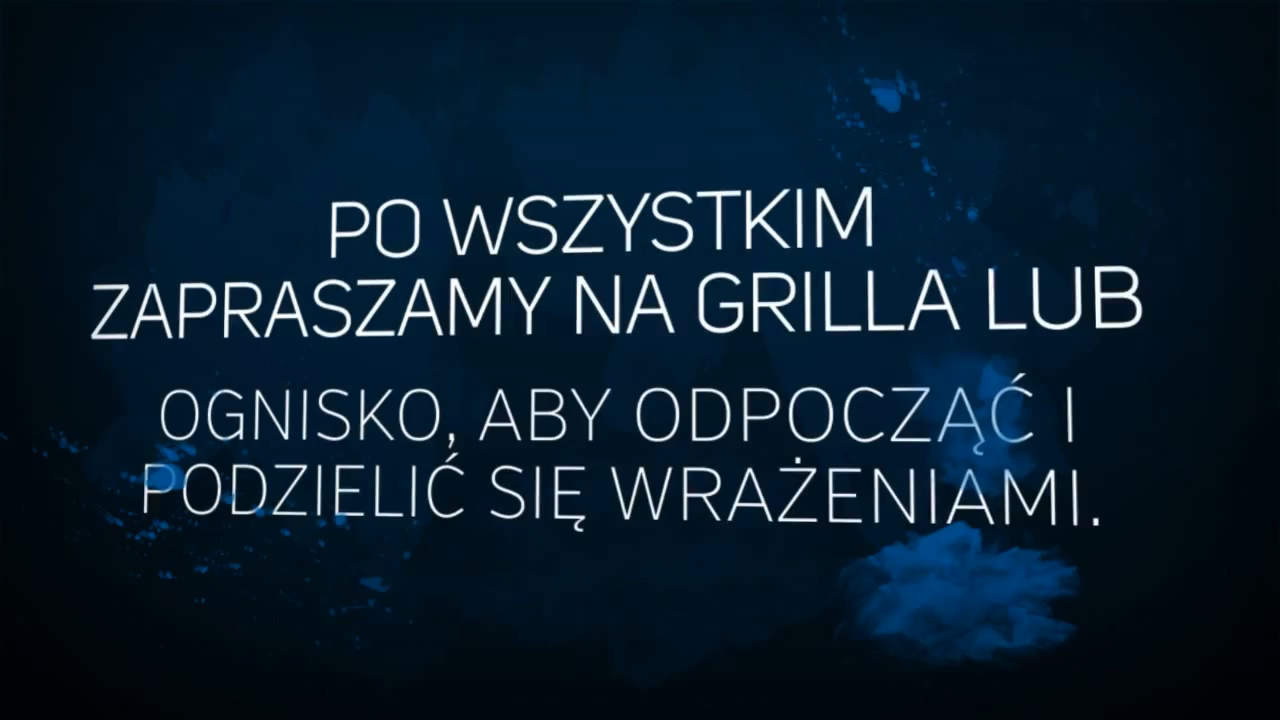 PO WSZYSTKIM
ZAPRASZAMY NA GRILLA LUB
OGNISKO, ABY ODPOCZĄĆ I
PODZIELIĆ SIĘ WRAŻENIAMI.